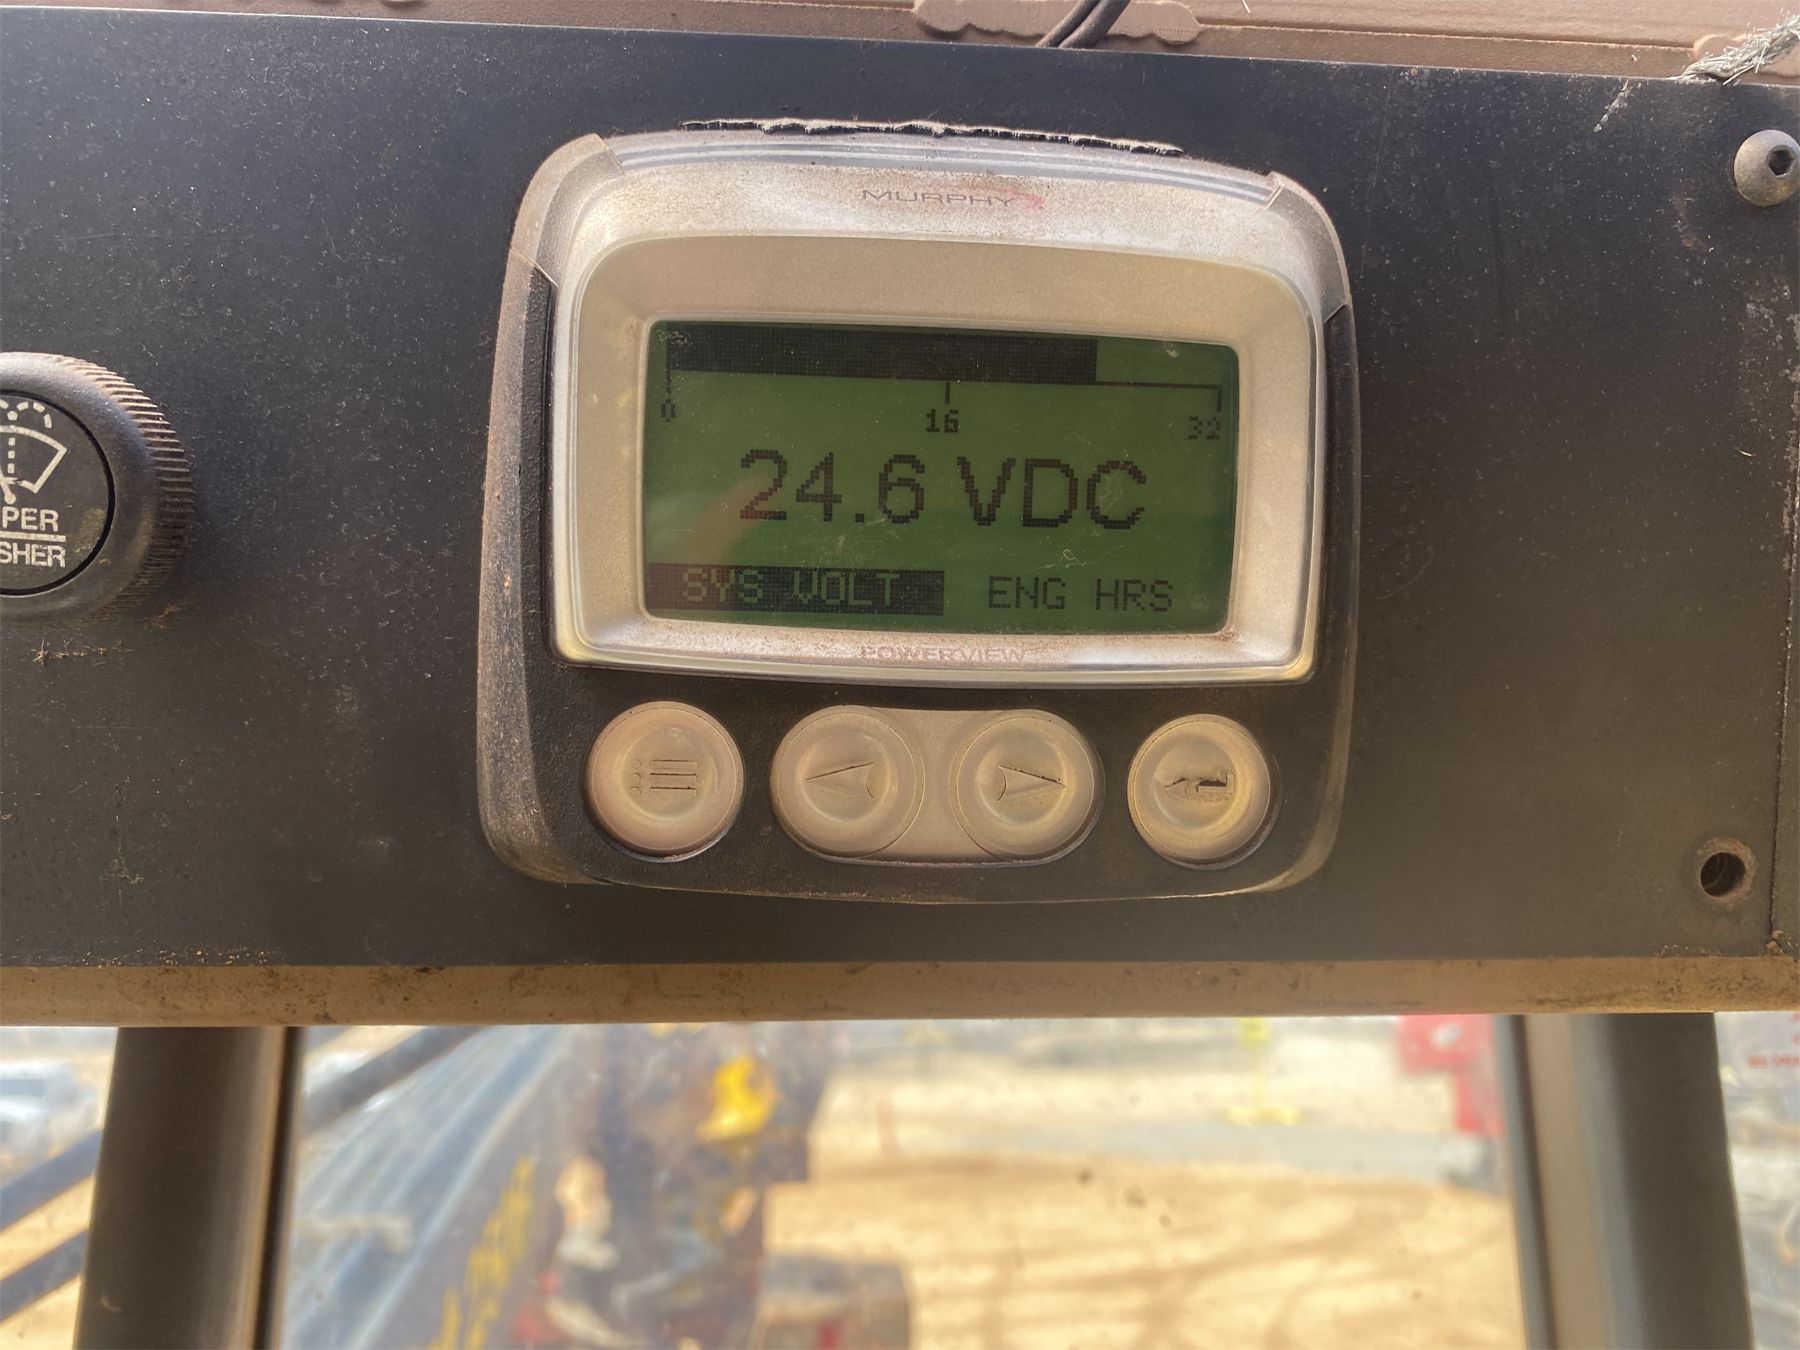 MURPHY
0 16 32
24.6 VDC
SYS VOLT ENG HRS
POWERVIEW
PER
SHER